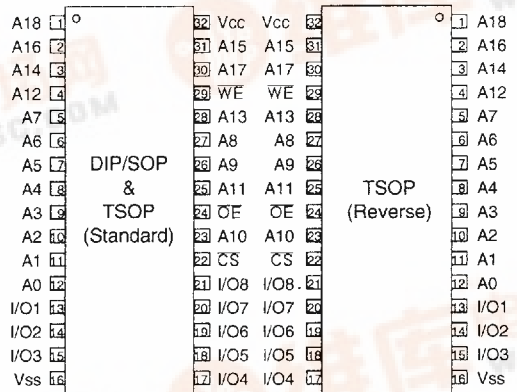 A18 1 32 Vcc Vcc 32 1 A18
A16 2 31 A15 A15 31 2 A16
A14 3 30 A17 A17 30 3 A14
A12 4 29 WE WE 29 4 A12
A7 5 28 A13 A13 28 5 A7
A6 6 27 A8 A8 27 6 A6
A5 7 DIP/SOP 26 A9 A9 26 7 A5
A4 8 & 25 A11 A11 25 TSOP 8 A4
A3 9 TSOP 24 OE OE 24 (Reverse) 9 A3
A2 10 (Standard) 23 A10 A10 23 10 A2
A1 11 22 CS CS 22 11 A1
A0 12 21 I/O8 I/O8 21 12 A0
I/O1 13 20 I/O7 I/O7 20 13 I/O1
I/O2 14 19 I/O6 I/O6 19 14 I/O2
I/O3 15 18 I/O5 I/O5 18 15 I/O3
Vss 16 17 I/O4 I/O4 17 16 Vss